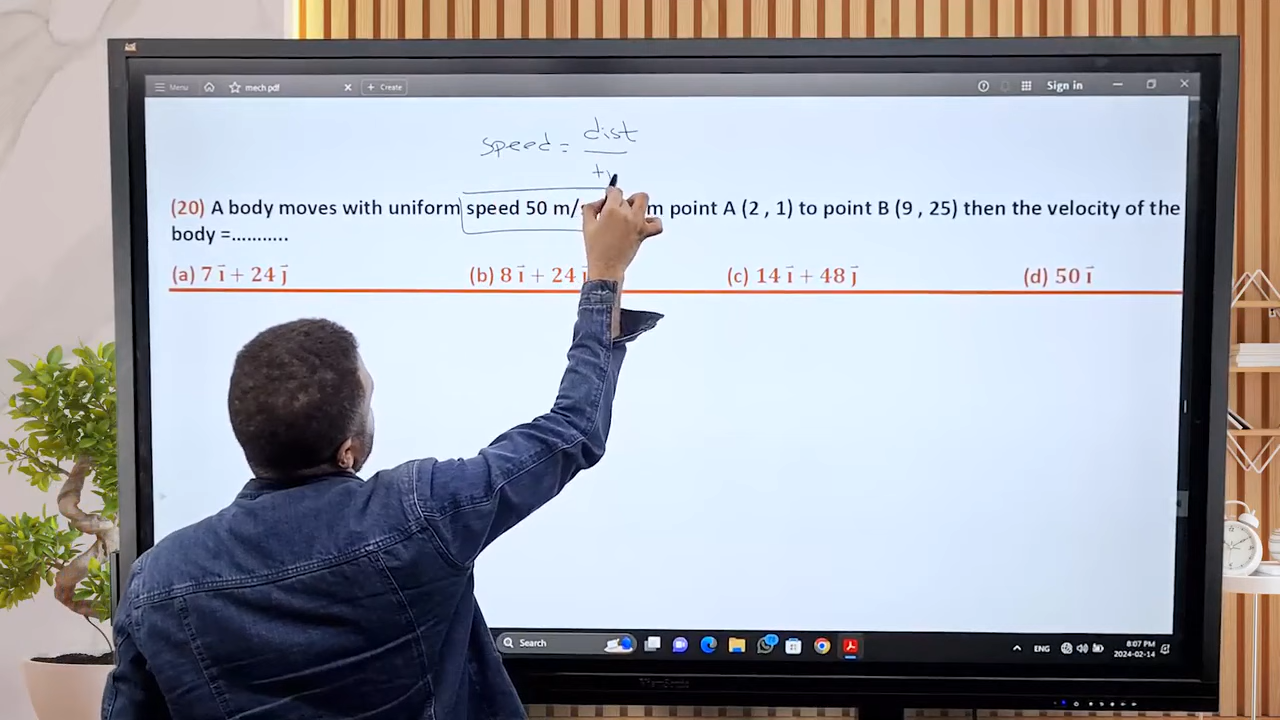 Menu mech pdf × + Create Sign in
speed = dist
(20) A body moves with uniform speed 50 m/s point A (2 , 1) to point B (9 , 25) then the velocity of the
body =...........
(a) 7 i⃗ + 24 j⃗ (b) 8 i⃗ + 24 (c) 14 i⃗ + 48 j⃗ (d) 50 i⃗
Search ENG 8:07 PM
2024-02-14
ViewSonic